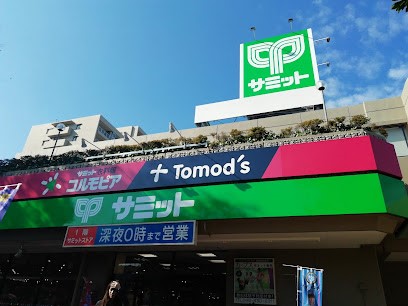 サミット
サミット
コルモピア
+ Tomod's
サミット
1階
サミットストア
深夜0時まで営業